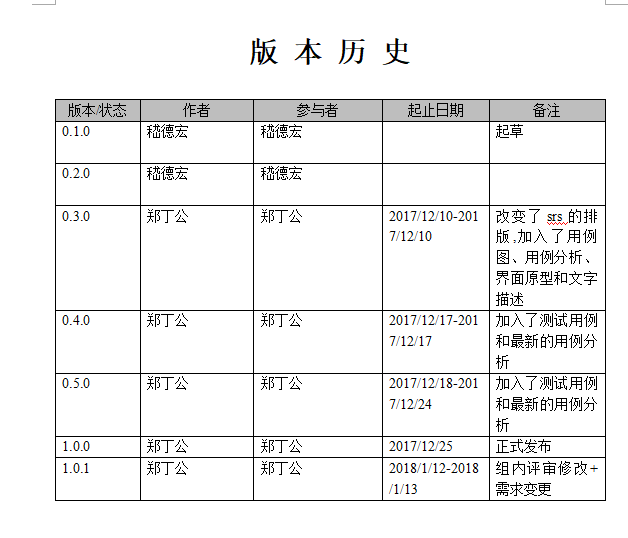 版 本 历 史
版本/状态 作者 参与者 起止日期 备注
0.1.0 嵇德宏 嵇德宏 起草
0.2.0 嵇德宏 嵇德宏
0.3.0 郑丁公 郑丁公 2017/12/10-201 改变了 srs 的排
7/12/10 版,加入了用例
图、用例分析、
界面原型和文字
描述
0.4.0 郑丁公 郑丁公 2017/12/17-201 加入了测试用例
7/12/17 和最新的用例分
析
0.5.0 郑丁公 郑丁公 2017/12/18-201 加入了测试用例
7/12/24 和最新的用例分
析
1.0.0 郑丁公 郑丁公 2017/12/25 正式发布
1.0.1 郑丁公 郑丁公 2018/1/12-2018 组内评审修改+
/1/13 需求变更